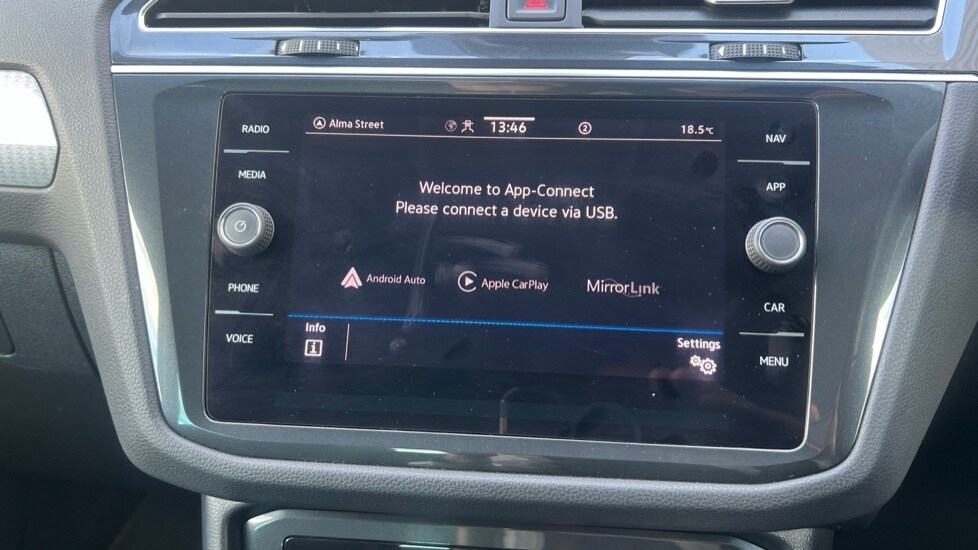 RADIO
MEDIA
PHONE
VOICE
Alma Street
13:46
2
18.5°C
Welcome to App-Connect
Please connect a device via USB.
Android Auto
Apple CarPlay
MirrorLink
Info
i
Settings
NAV
APP
CAR
MENU